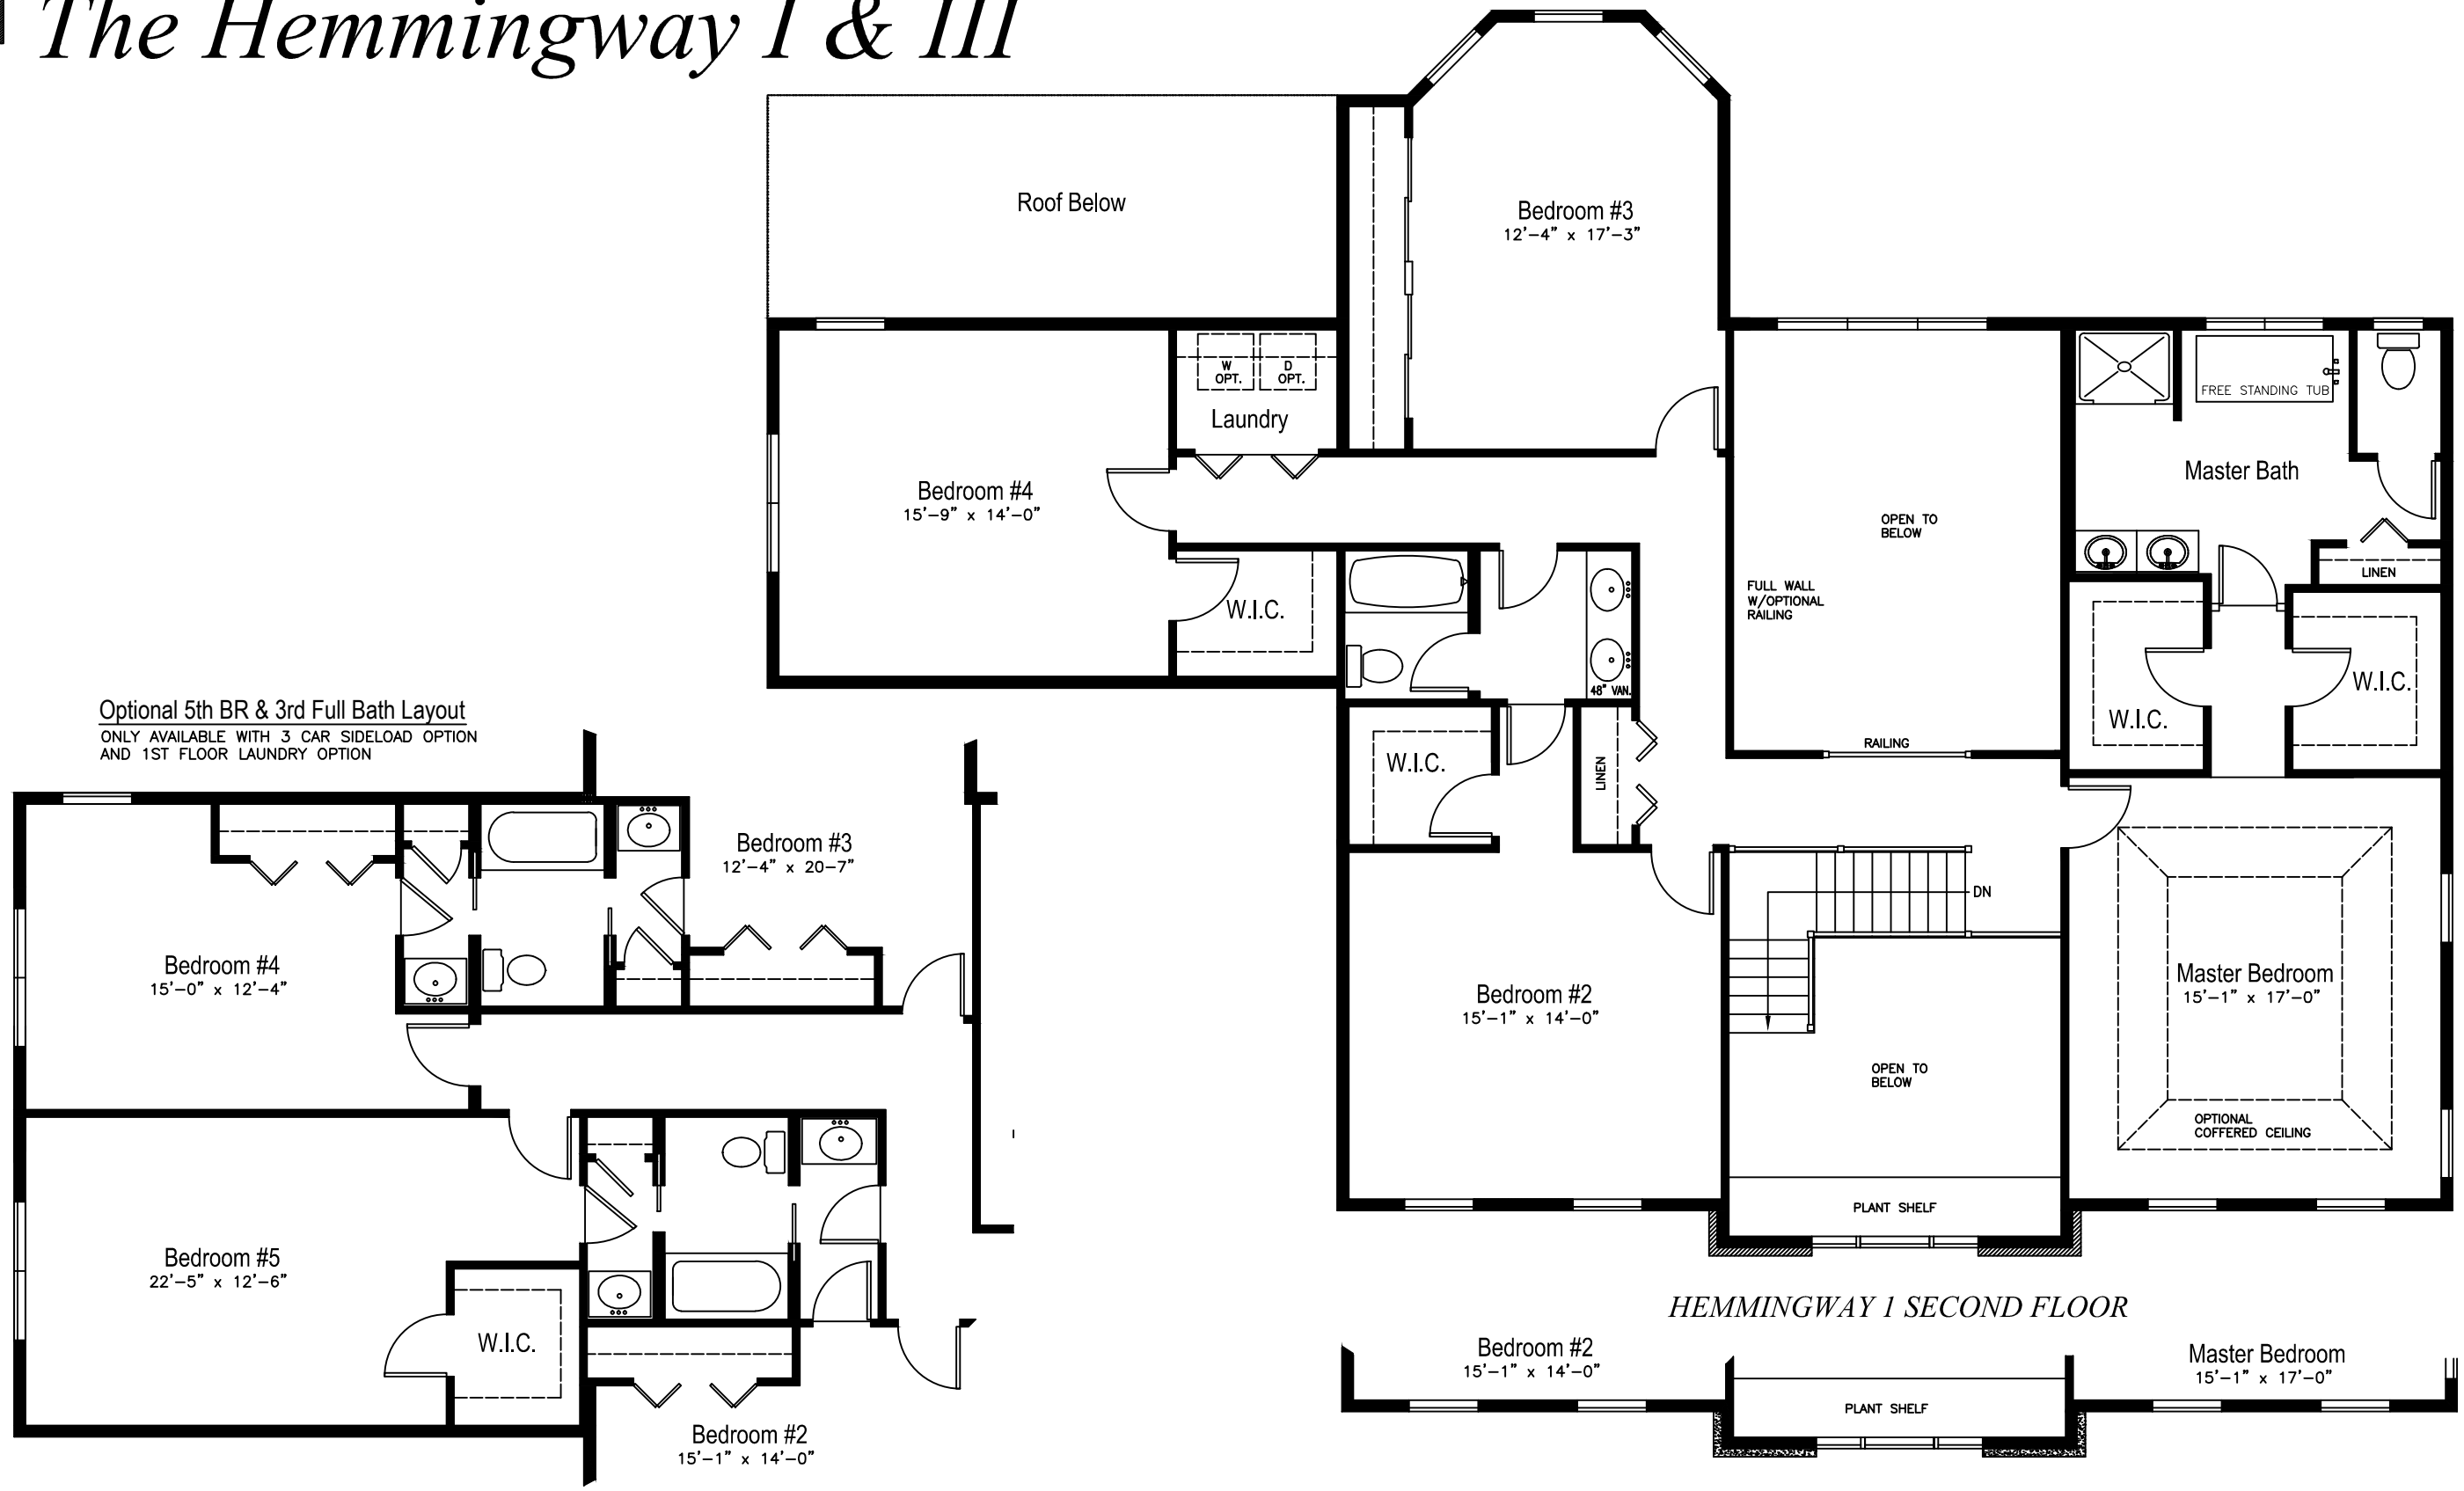 The Hemmingway I & III
Roof Below
Bedroom #3
12'-4" x 17'-3"
W
OPT.
D
OPT.
Laundry
Bedroom #4
15'-9" x 14'-0"
W.I.C.
48" VAN.
W.I.C.
LINEN
OPEN TO
BELOW
FULL WALL
W/OPTIONAL
RAILING
RAILING
FREE STANDING TUB
Master Bath
LINEN
W.I.C.
W.I.C.
DN
Bedroom #2
15'-1" x 14'-0"
OPEN TO
BELOW
PLANT SHELF
Master Bedroom
15'-1" x 17'-0"
OPTIONAL
COFFERED CEILING
HEMMINGWAY 1 SECOND FLOOR
Bedroom #2
15'-1" x 14'-0"
PLANT SHELF
Master Bedroom
15'-1" x 17'-0"
Optional 5th BR & 3rd Full Bath Layout
ONLY AVAILABLE WITH 3 CAR SIDELOAD OPTION
AND 1ST FLOOR LAUNDRY OPTION
Bedroom #3
12'-4" x 20-7"
Bedroom #4
15'-0" x 12'-4"
Bedroom #5
22'-5" x 12'-6"
W.I.C.
Bedroom #2
15'-1" x 14'-0"